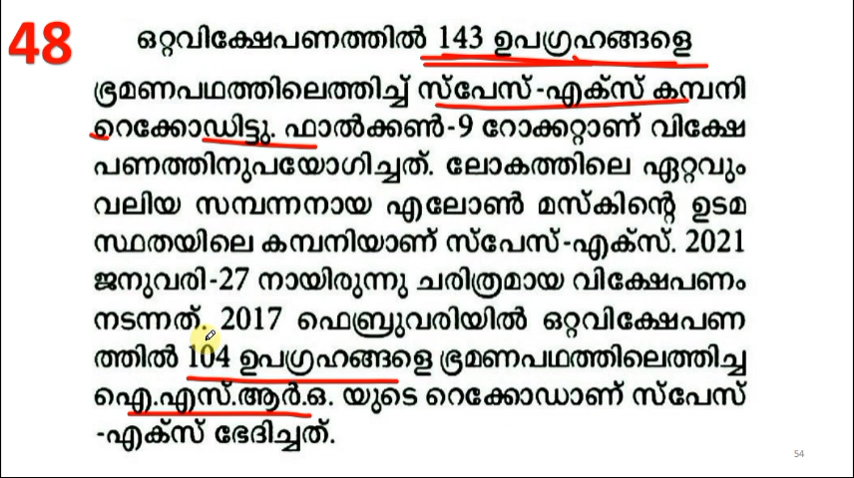 48
ഒറ്റവിക്ഷേപണത്തിൽ 143 ഉപഗ്രഹങ്ങളെ
ഭ്രമണപഥത്തിലെത്തിച്ച് സ്പേസ്-എക്സ് കമ്പനി
റെക്കോഡിട്ടു. ഫാൽക്കൺ-9 റോക്കറ്റാണ് വിക്ഷേ
പണത്തിനുപയോഗിച്ചത്. ലോകത്തിലെ ഏറ്റവും
വലിയ സമ്പന്നനായ എലോൺ മസ്കിന്റെ ഉടമ
സ്ഥതയിലെ കമ്പനിയാണ് സ്പേസ്-എക്സ്. 2021
ജനുവരി-27 നായിരുന്നു ചരിത്രമായ വിക്ഷേപണം
നടന്നത്. 2017 ഫെബ്രുവരിയിൽ ഒറ്റവിക്ഷേപണ
ത്തിൽ 104 ഉപഗ്രഹങ്ങളെ ഭ്രമണപഥത്തിലെത്തിച്ച
ഐ.എസ്.ആർ.ഒ. യുടെ റെക്കോഡാണ് സ്പേസ്
-എക്സ് ഭേദിച്ചത്.
54